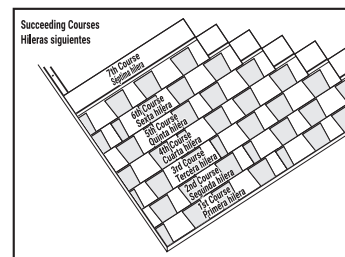 Succeeding Courses
Hileras siguientes
7th Course
Séptima hilera
6th Course
Sexta hilera
5th Course
Quinta hilera
4th Course
Cuarta hilera
3rd Course
Tercera hilera
2nd Course
Segunda hilera
1st Course
Primera hilera